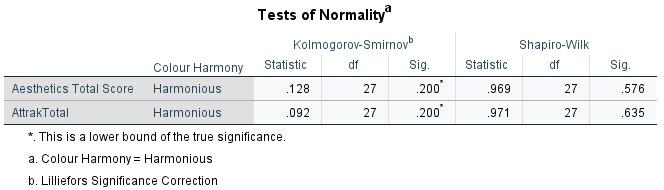 Tests of Normalityᵃ
Kolmogorov-Smirnovᵇ Shapiro-Wilk
Colour Harmony Statistic df Sig. Statistic df Sig.
Aesthetics Total Score Harmonious .128 27 .200* .969 27 .576
AttrakTotal Harmonious .092 27 .200* .971 27 .635
*. This is a lower bound of the true significance.
a. Colour Harmony = Harmonious
b. Lilliefors Significance Correction